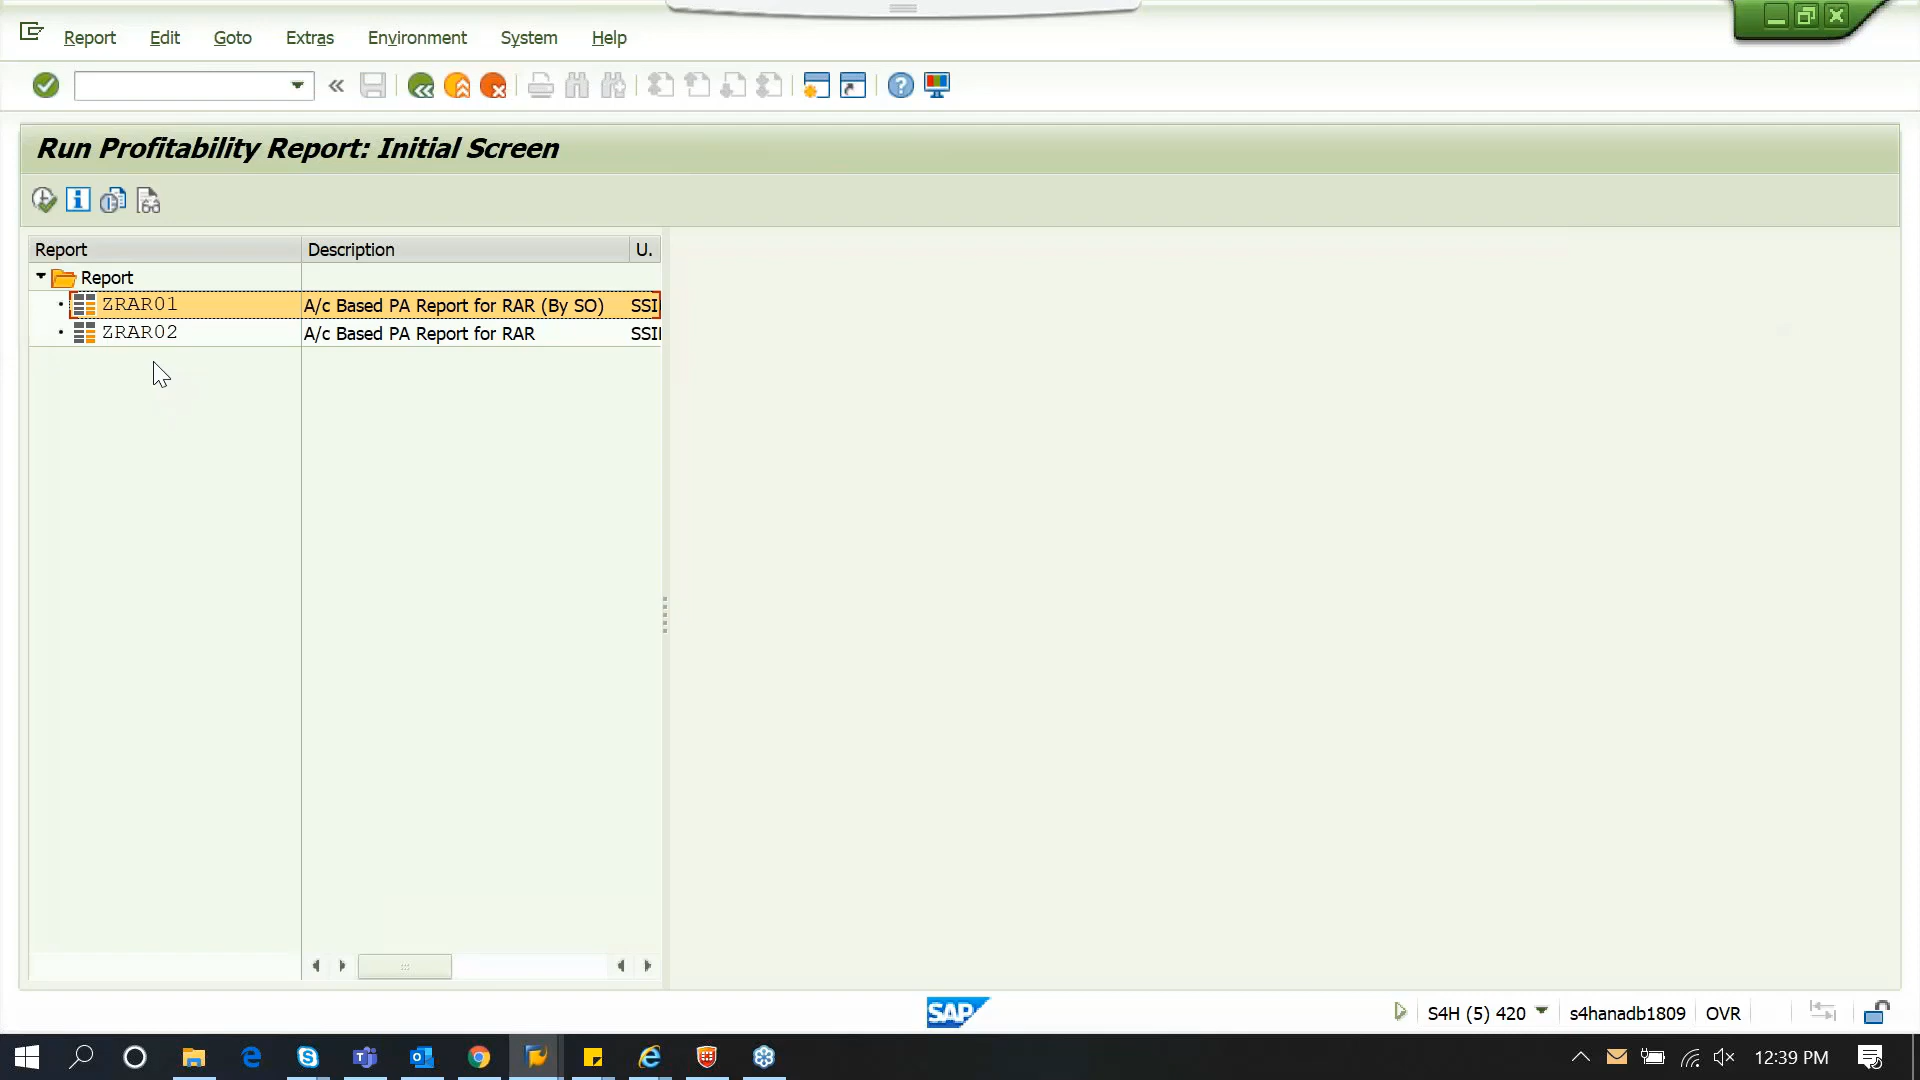 Report Edit Goto Extras Environment System Help
Run Profitability Report: Initial Screen
Report Description U.
Report
ZRAR01 A/c Based PA Report for RAR (By SO) SSI
ZRAR02 A/c Based PA Report for RAR SSI
SAP S4H (5) 420 s4hanadb1809 OVR
12:39 PM